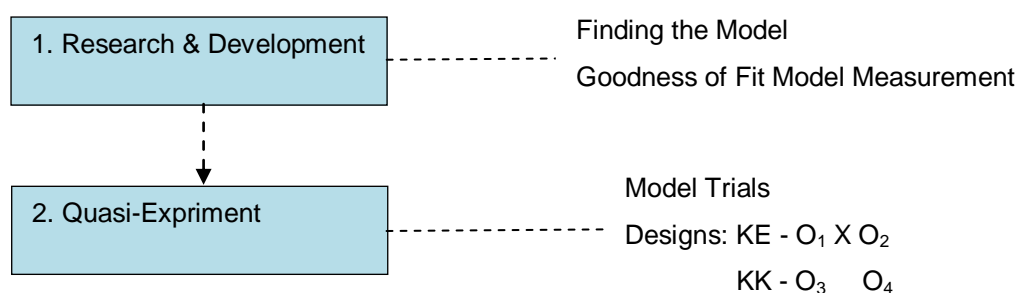 1. Research & Development
Finding the Model
Goodness of Fit Model Measurement
2. Quasi-Expriment
Model Trials
Designs: KE - O₁ X O₂
KK - O₃ O₄